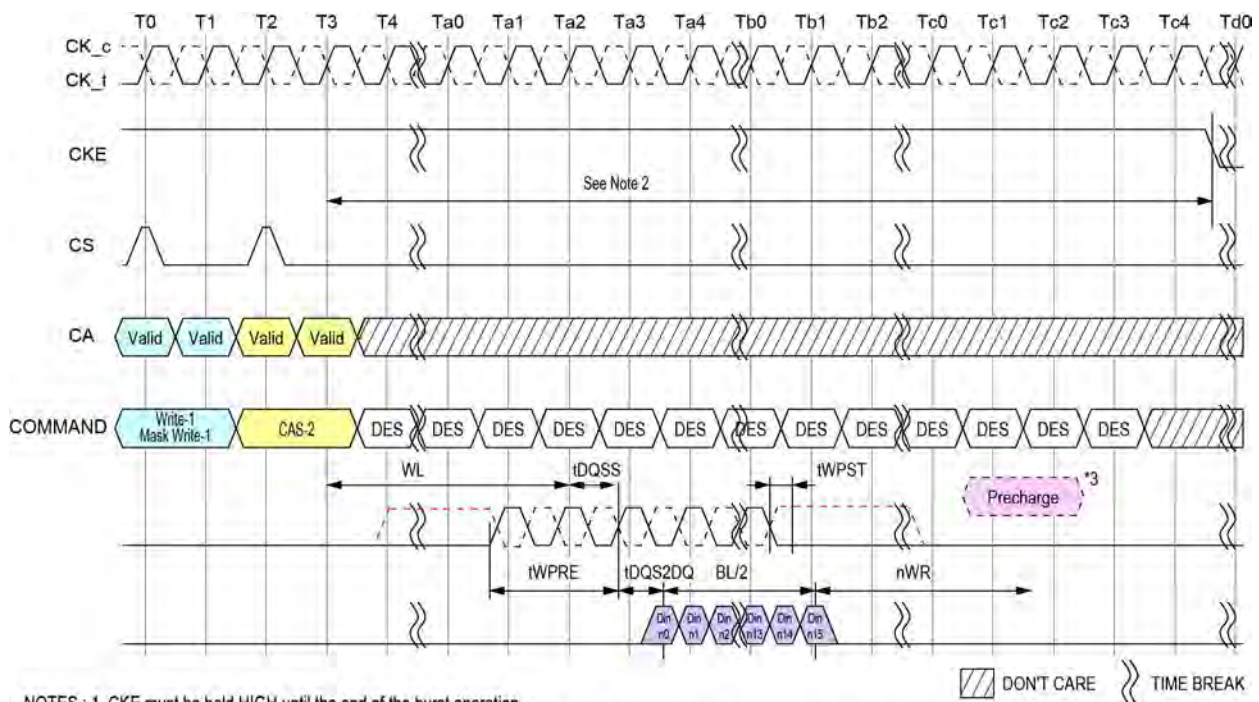 T0 T1 T2 T3 T4 Ta0 Ta1 Ta2 Ta3 Ta4 Tb0 Tb1 Tb2 Tc0 Tc1 Tc2 Tc3 Tc4 Td0
CK_c
CK_t
CKE
See Note 2
CS
CA Valid Valid Valid Valid
COMMAND Write-1 Mask Write-1 CAS-2 DES DES DES DES DES DES DES DES DES DES DES DES DES
WL tDQSS tWPST
Precharge *3
tWPRE tDQS2DQ BL/2 nWR
Din n0 Din n1 Din n2 Din n13 Din n14 Din n15
DON'T CARE TIME BREAK
NOTES : 1. CKE must be held HIGH until the end of the burst operation.